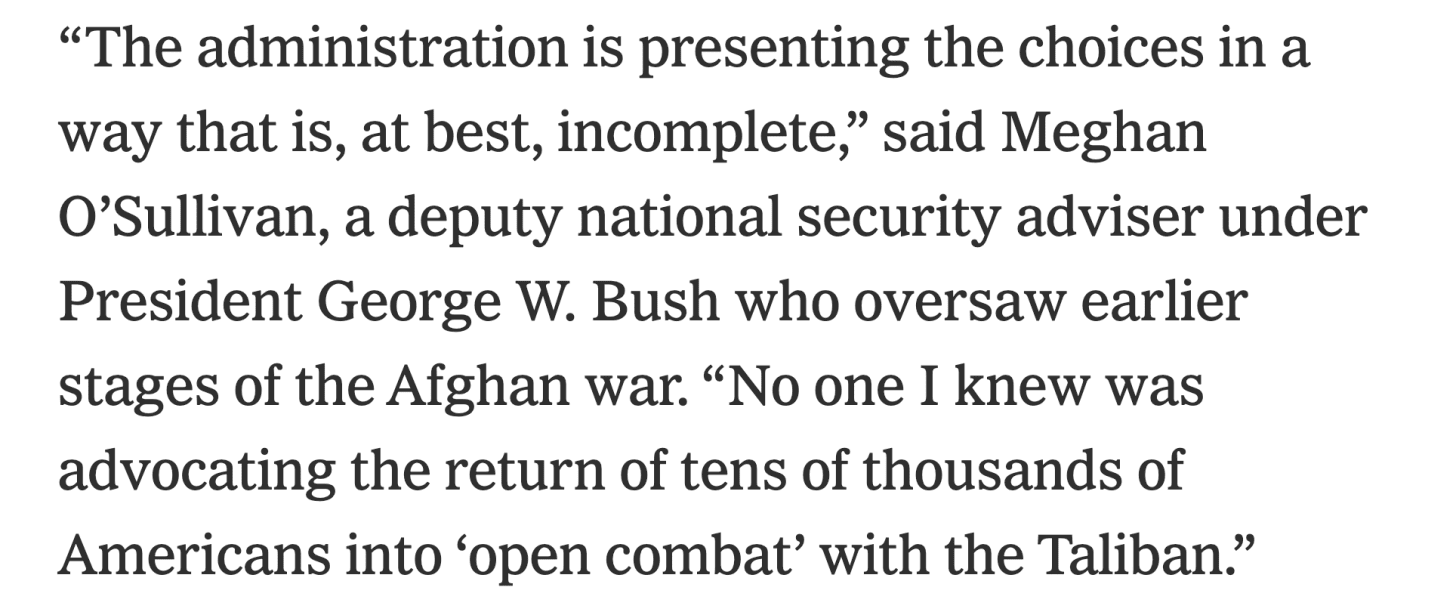 “The administration is presenting the choices in a
way that is, at best, incomplete,” said Meghan
O’Sullivan, a deputy national security adviser under
President George W. Bush who oversaw earlier
stages of the Afghan war. “No one I knew was
advocating the return of tens of thousands of
Americans into ‘open combat’ with the Taliban.”